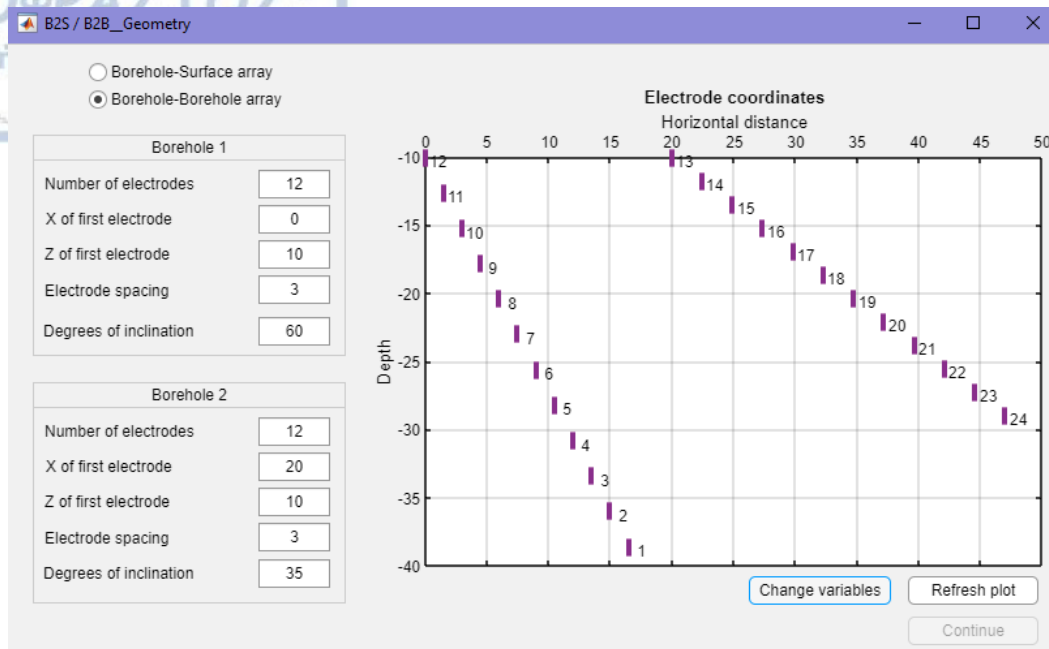 B2S / B2B__Geometry
Borehole-Surface array
Borehole-Borehole array
Borehole 1
Number of electrodes 12
X of first electrode 0
Z of first electrode 10
Electrode spacing 3
Degrees of inclination 60
Borehole 2
Number of electrodes 12
X of first electrode 20
Z of first electrode 10
Electrode spacing 3
Degrees of inclination 35
Electrode coordinates
Horizontal distance
0 5 10 15 20 25 30 35 40 45 50
-10
-15
-20
-25
-30
-35
-40
Depth
12
11
10
9
8
7
6
5
4
3
2
1
13
14
15
16
17
18
19
20
21
22
23
24
Change variables
Refresh plot
Continue